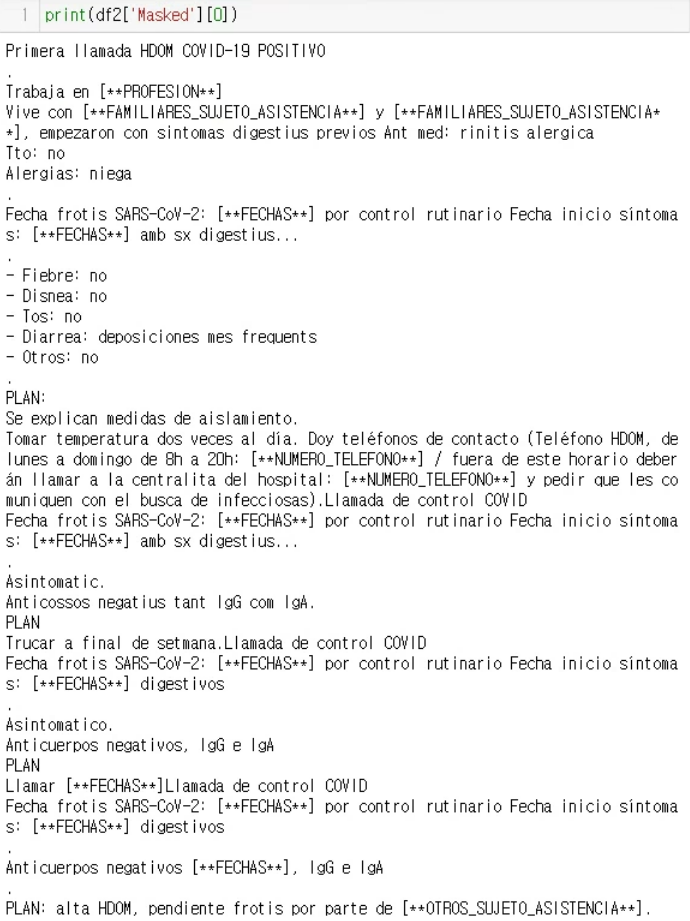 1 print(df2['Masked'][0])
Primera llamada HDOM COVID-19 POSITIVO
.
Trabaja en [**PROFESION**]
Vive con [**FAMILIARES_SUJETO_ASISTENCIA**] y [**FAMILIARES_SUJETO_ASISTENCIA*
*], empezaron con sintomas digestius previos Ant med: rinitis alergica
Tto: no
Alergias: niega
.
Fecha frotis SARS-CoV-2: [**FECHAS**] por control rutinario Fecha inicio síntoma
s: [**FECHAS**] amb sx digestius...
.
- Fiebre: no
- Disnea: no
- Tos: no
- Diarrea: deposiciones mes frequents
- Otros: no
.
PLAN:
Se explican medidas de aislamiento.
Tomar temperatura dos veces al día. Doy teléfonos de contacto (Teléfono HDOM, de
lunes a domingo de 8h a 20h: [**NUMERO_TELEFONO**] / fuera de este horario deber
án llamar a la centralita del hospital: [**NUMERO_TELEFONO**] y pedir que les co
muniquen con el busca de infecciosas).Llamada de control COVID
Fecha frotis SARS-CoV-2: [**FECHAS**] por control rutinario Fecha inicio síntoma
s: [**FECHAS**] amb sx digestius...
.
Asintomatic.
Anticossos negatius tant IgG com IgA.
PLAN
Trucar a final de setmana.Llamada de control COVID
Fecha frotis SARS-CoV-2: [**FECHAS**] por control rutinario Fecha inicio síntoma
s: [**FECHAS**] digestivos
.
Asintomatico.
Anticuerpos negativos, IgG e IgA
PLAN
Llamar [**FECHAS**]Llamada de control COVID
Fecha frotis SARS-CoV-2: [**FECHAS**] por control rutinario Fecha inicio síntoma
s: [**FECHAS**] digestivos
.
Anticuerpos negativos [**FECHAS**], IgG e IgA
.
PLAN: alta HDOM, pendiente frotis por parte de [**OTROS_SUJETO_ASISTENCIA**].